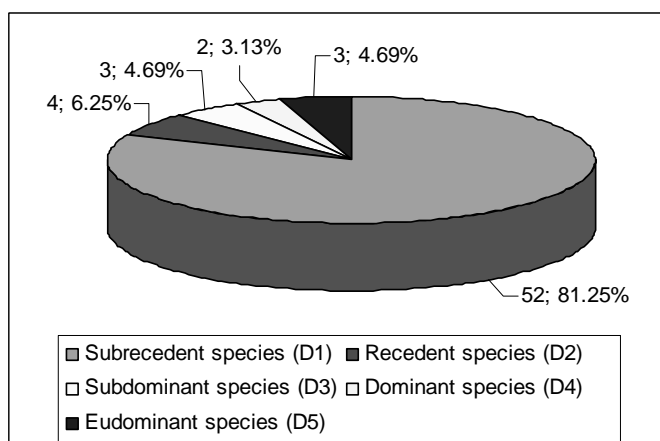 2; 3.13%
3; 4.69%
3; 4.69%
4; 6.25%
52; 81.25%
Subrecedent species (D1) Recedent species (D2)
Subdominant species (D3) Dominant species (D4)
Eudominant species (D5)